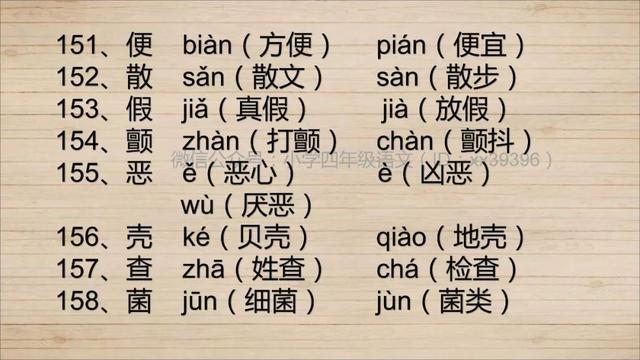 151、便 biàn（方便） pián（便宜）
152、散 sǎn（散文） sàn（散步）
153、假 jiǎ（真假） jià（放假）
154、颤 zhàn（打颤） chàn（颤抖）
微信公众号：小学四年级语文（ID：xx39396）
155、恶 ě（恶心） è（凶恶）
wù（厌恶）
156、壳 ké（贝壳） qiào（地壳）
157、查 zhā（姓查） chá（检查）
158、菌 jūn（细菌） jùn（菌类）